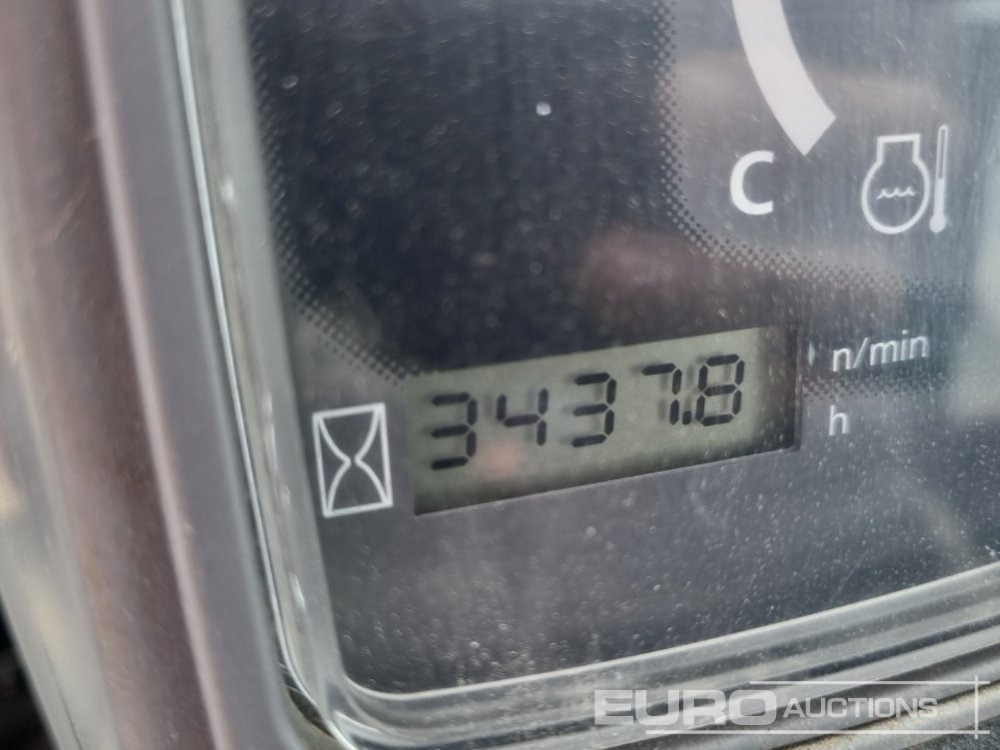 C
3437.8
n/min
h
EURO AUCTIONS